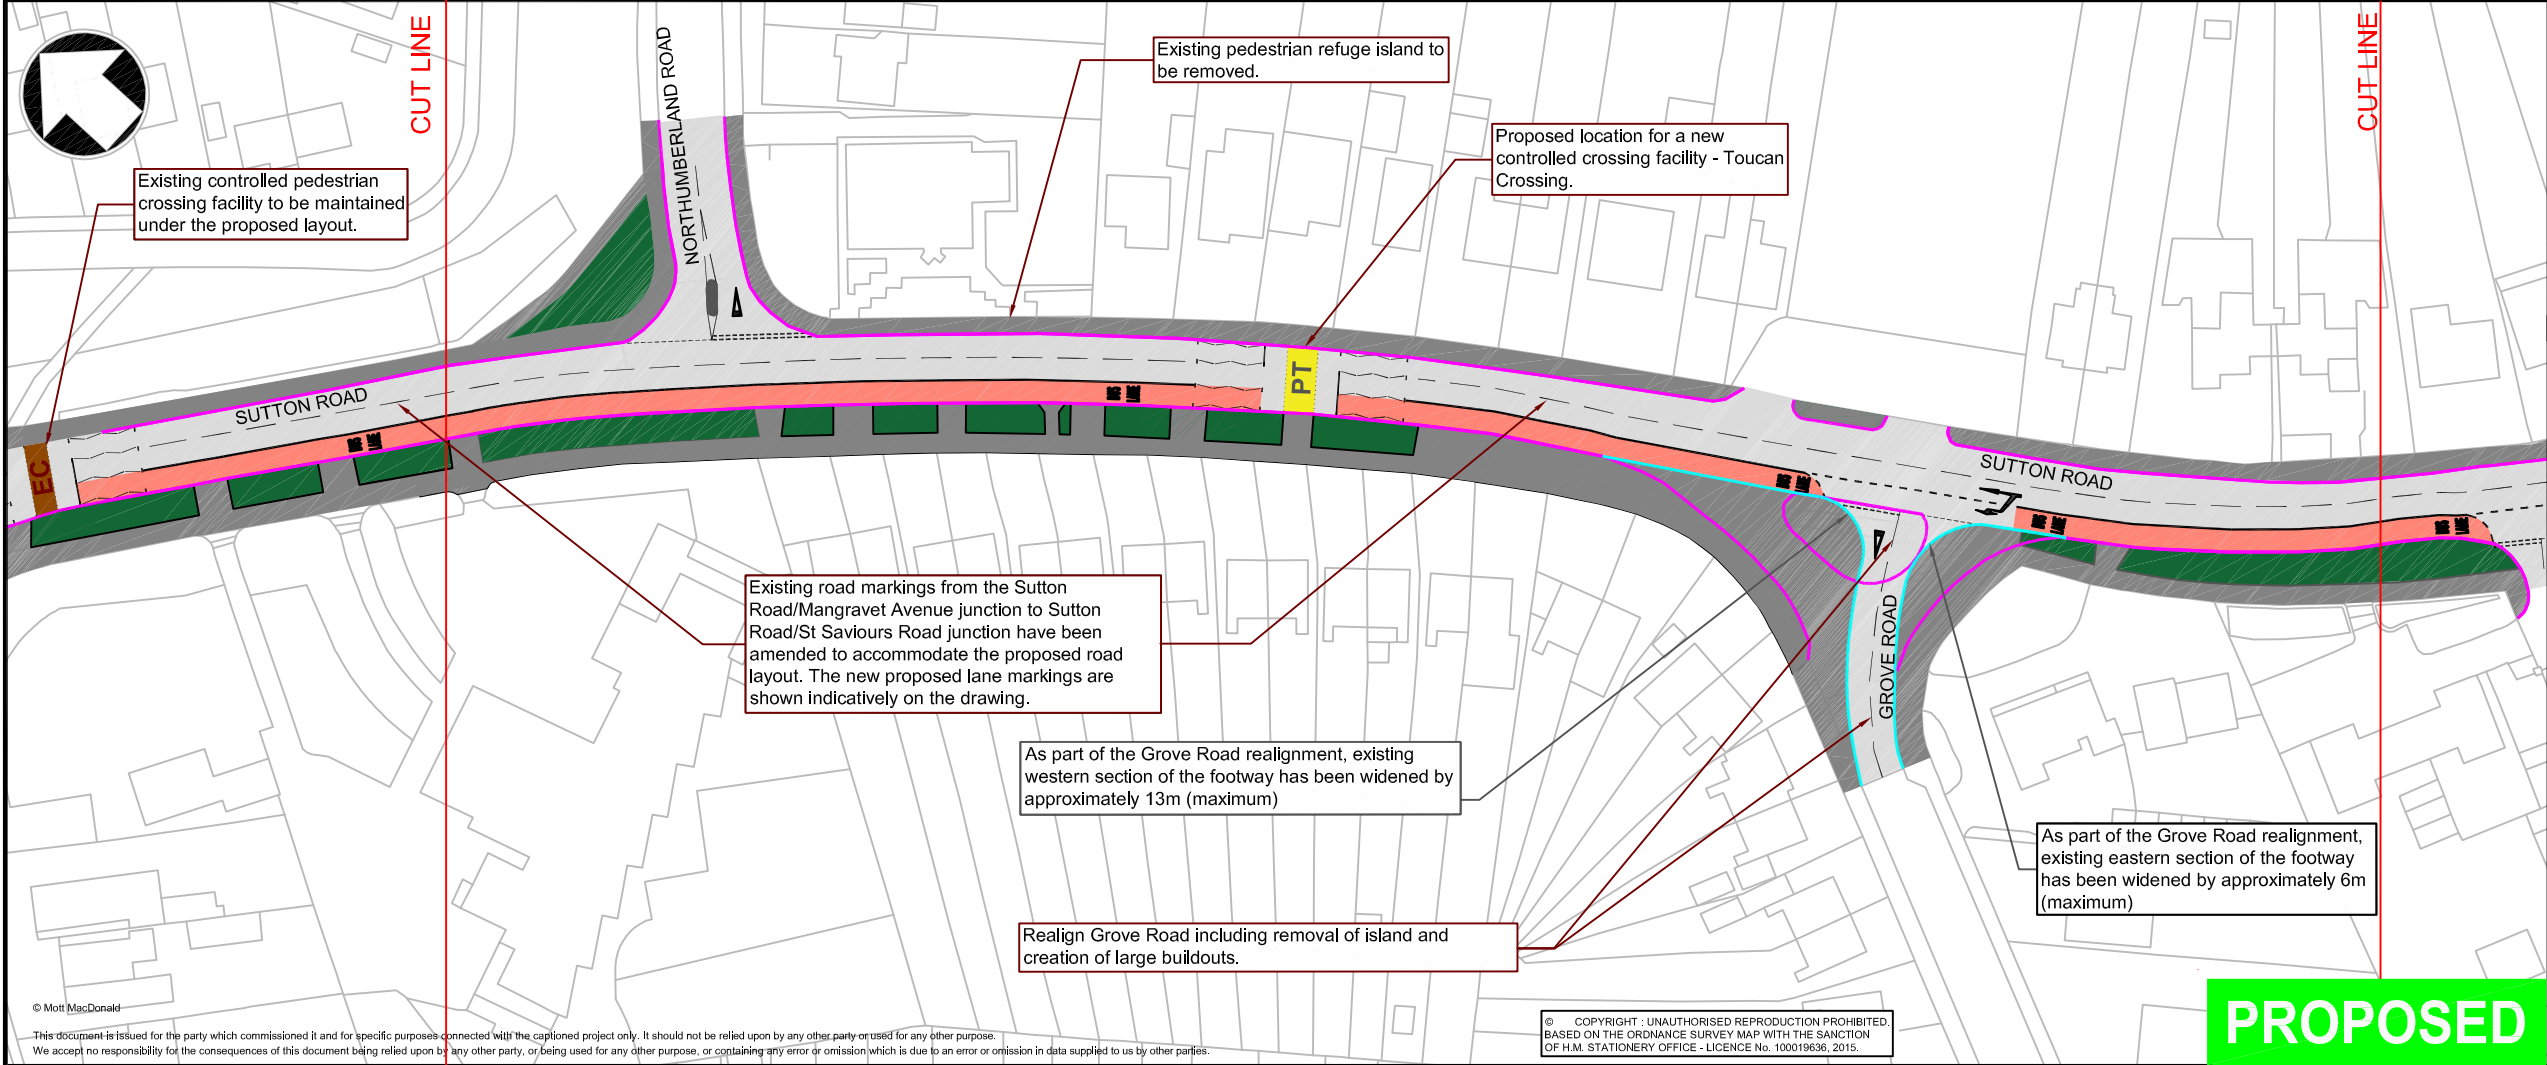 CUT LINE
CUT LINE
NORTHUMBERLAND ROAD
Existing pedestrian refuge island to
be removed.
Proposed location for a new
controlled crossing facility - Toucan
Crossing.
Existing controlled pedestrian
crossing facility to be maintained
under the proposed layout.
SUTTON ROAD
EC
PT
SUTTON ROAD
GROVE ROAD
Existing road markings from the Sutton
Road/Mangravet Avenue junction to Sutton
Road/St Saviours Road junction have been
amended to accommodate the proposed road
layout. The new proposed lane markings are
shown indicatively on the drawing.
As part of the Grove Road realignment, existing
western section of the footway has been widened by
approximately 13m (maximum)
As part of the Grove Road realignment,
existing eastern section of the footway
has been widened by approximately 6m
(maximum)
Realign Grove Road including removal of island and
creation of large buildouts.
© Mott MacDonald
This document is issued for the party which commissioned it and for specific purposes connected with the captioned project only. It should not be relied upon by any other party or used for any other purpose.
We accept no responsibility for the consequences of this document being relied upon by any other party, or being used for any other purpose, or containing any error or omission which is due to an error or omission in data supplied to us by other parties.
© COPYRIGHT : UNAUTHORISED REPRODUCTION PROHIBITED.
BASED ON THE ORDNANCE SURVEY MAP WITH THE SANCTION
OF H.M. STATIONERY OFFICE - LICENCE No. 100019636, 2015.
PROPOSED